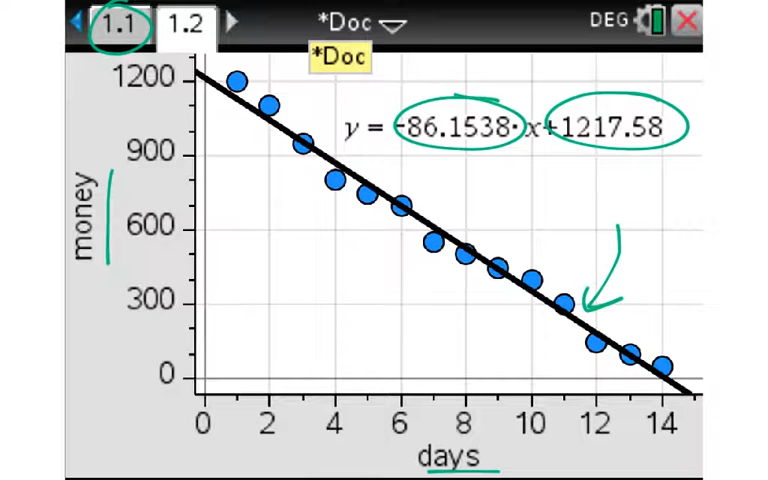 1.1 1.2 *Doc DEG
*Doc
1200
y = -86.1538·x+1217.58
900
money
600
300
0
0 2 4 6 8 10 12 14
days